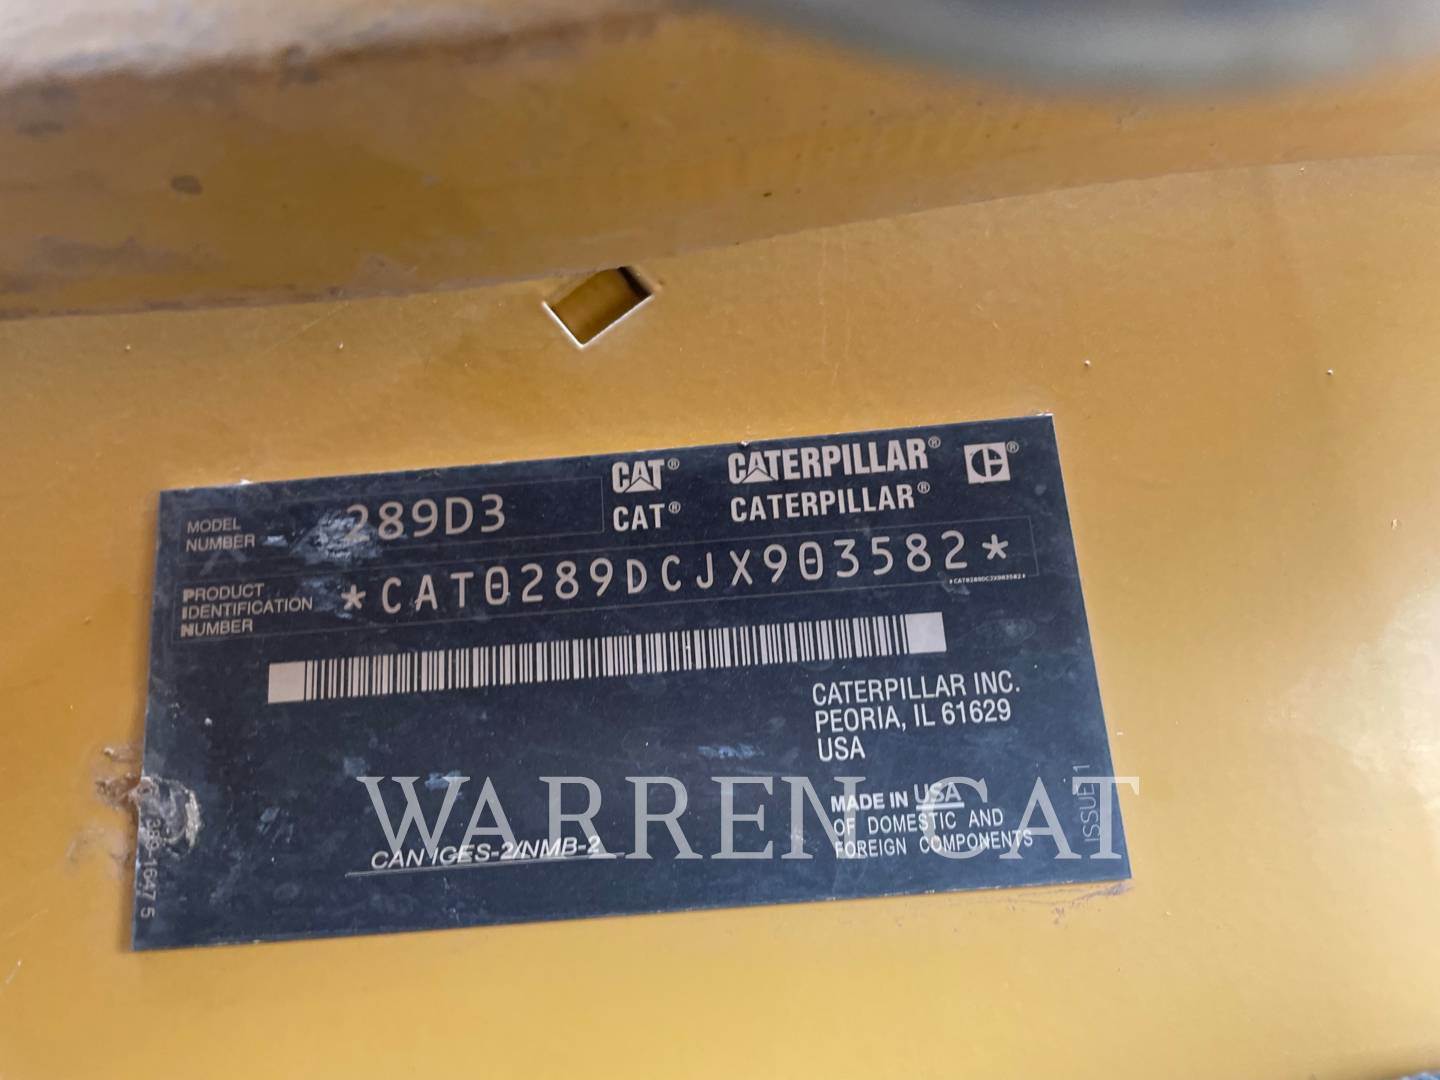 MODEL NUMBER 289D3
CAT® CATERPILLAR®
CAT® CATERPILLAR®
PRODUCT IDENTIFICATION NUMBER
*CAT0289DCJX903582*
*CAT0289DCJX903582*
CATERPILLAR INC.
PEORIA, IL 61629
USA
MADE IN USA
OF DOMESTIC AND
FOREIGN COMPONENTS
CAN ICES-2/NMB-2
ISSUE 1
WARREN CAT